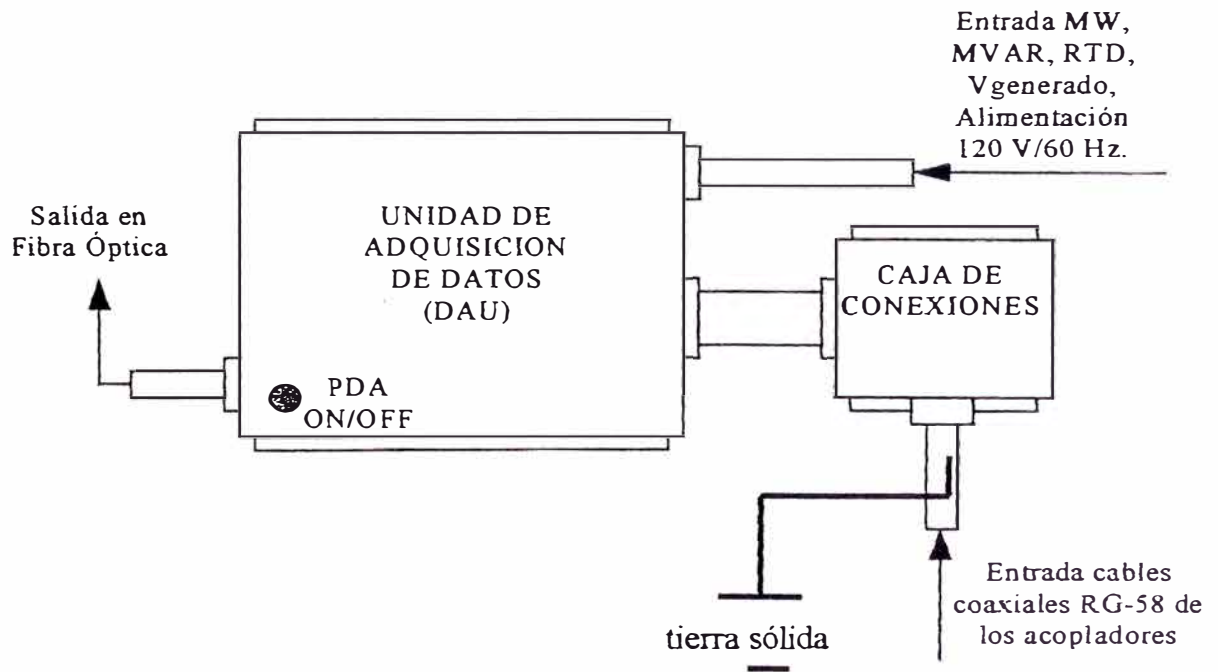 Entrada MW,
MVAR, RTD,
Vgenerado,
Alimentación
120 V/60 Hz.
Salida en
Fibra Óptica
UNIDAD DE
ADQUISICION
DE DATOS
(DAU)
CAJA DE
CONEXIONES
PDA
ON/OFF
Entrada cables
coaxiales RG-58 de
los acopladores
tierra sólida